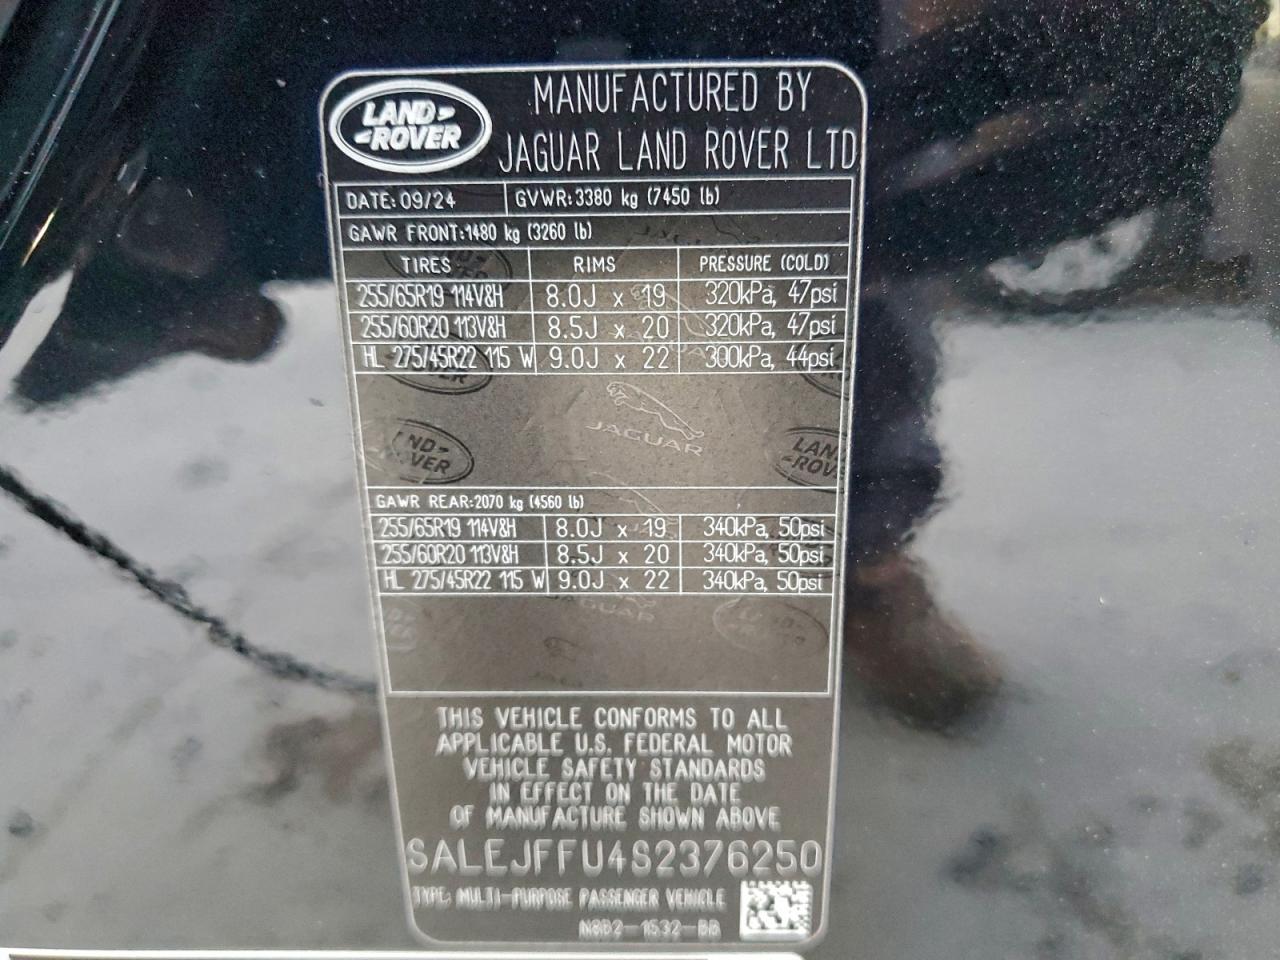 LAND ROVER
MANUFACTURED BY
JAGUAR LAND ROVER LTD
DATE: 09/24 GVWR: 3380 kg (7450 lb)
GAWR FRONT: 1480 kg (3260 lb)
TIRES RIMS PRESSURE (COLD)
255/65R19 114V&H 8.0J x 19 320kPa, 47psi
255/60R20 113V&H 8.5J x 20 320kPa, 47psi
HL 275/45R22 115 W 9.0J x 22 300kPa, 44psi
JAGUAR
GAWR REAR: 2070 kg (4560 lb)
255/65R19 114V&H 8.0J x 19 340kPa, 50psi
255/60R20 113V&H 8.5J x 20 340kPa, 50psi
HL 275/45R22 115 W 9.0J x 22 340kPa, 50psi
THIS VEHICLE CONFORMS TO ALL
APPLICABLE U.S. FEDERAL MOTOR
VEHICLE SAFETY STANDARDS
IN EFFECT ON THE DATE
OF MANUFACTURE SHOWN ABOVE
SALEJFFU4S2376250
TYPE: MULTI-PURPOSE PASSENGER VEHICLE